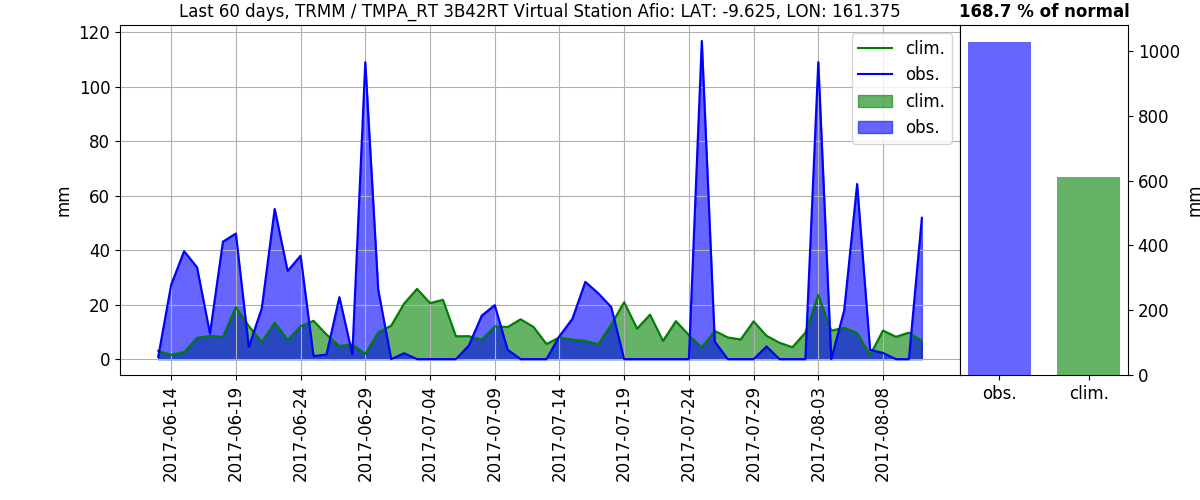 Last 60 days, TRMM / TMPA_RT 3B42RT Virtual Station Afio: LAT: -9.625, LON: 161.375
168.7 % of normal
120
100
80
60
40
20
0
mm
clim.
obs.
clim.
obs.
2017-06-14
2017-06-19
2017-06-24
2017-06-29
2017-07-04
2017-07-09
2017-07-14
2017-07-19
2017-07-24
2017-07-29
2017-08-03
2017-08-08
1000
800
600
400
200
0
mm
obs.
clim.